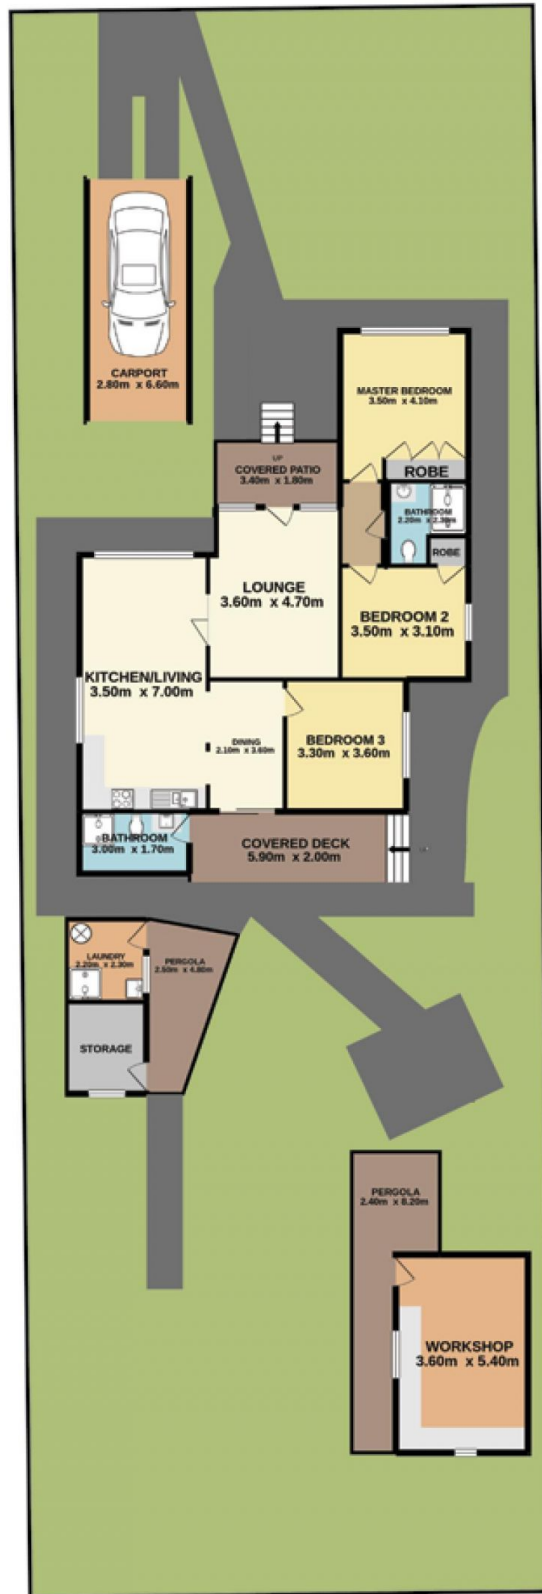 CARPORT
2.80m x 6.60m
MASTER BEDROOM
3.50m x 4.10m
ROBE
UP
COVERED PATIO
3.40m x 1.80m
BATHROOM
2.20m x 2.30m
ROBE
LOUNGE
3.60m x 4.70m
BEDROOM 2
3.50m x 3.10m
KITCHEN/LIVING
3.50m x 7.00m
DINING
2.10m x 3.60m
BEDROOM 3
3.30m x 3.60m
BATHROOM
3.00m x 1.70m
COVERED DECK
5.90m x 2.00m
LAUNDRY
2.20m x 2.30m
PERGOLA
2.50m x 4.80m
STORAGE
PERGOLA
2.40m x 8.20m
WORKSHOP
3.60m x 5.40m